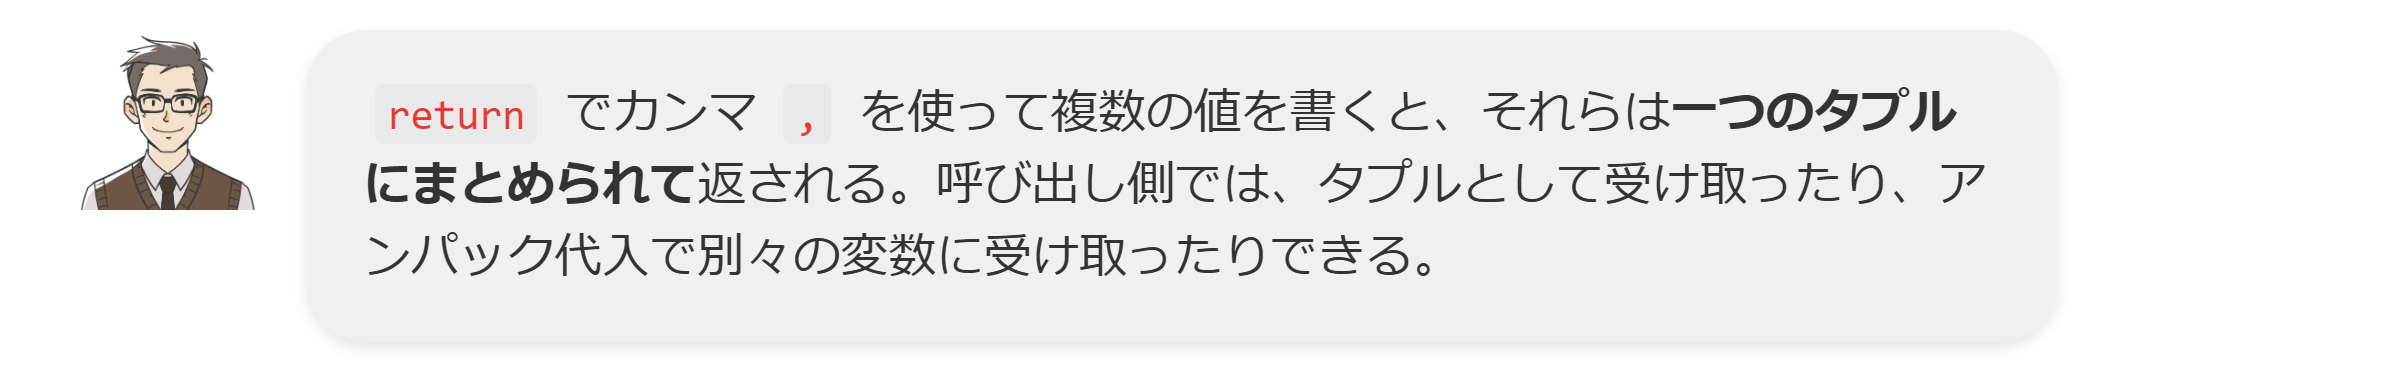 return でカンマ , を使って複数の値を書くと、それらは一つのタプル
にまとめられて返される。呼び出し側では、タプルとして受け取ったり、ア
ンパック代入で別々の変数に受け取ったりできる。